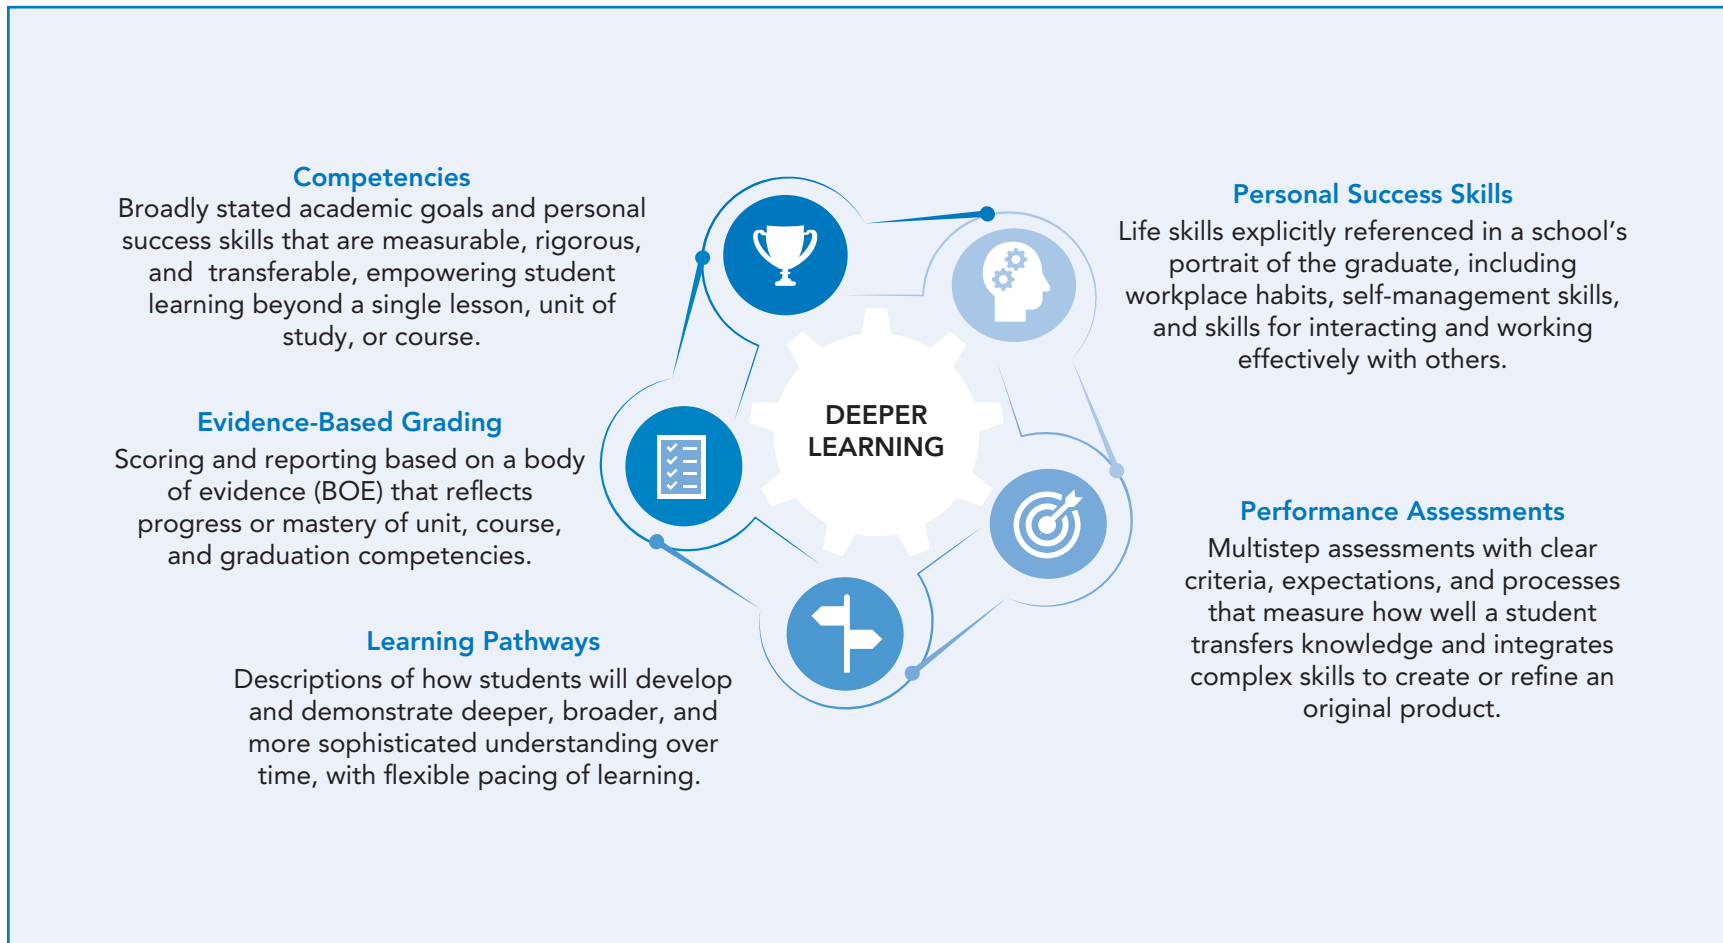 Competencies
Broadly stated academic goals and personal
success skills that are measurable, rigorous,
and  transferable, empowering student
learning beyond a single lesson, unit of
study, or course.
Evidence-Based Grading
Scoring and reporting based on a body
of evidence (BOE) that reflects
progress or mastery of unit, course,
and graduation competencies.
Learning Pathways
Descriptions of how students will develop
and demonstrate deeper, broader, and
more sophisticated understanding over
time, with flexible pacing of learning.
DEEPER
LEARNING
Personal Success Skills
Life skills explicitly referenced in a school’s
portrait of the graduate, including
workplace habits, self-management skills,
and skills for interacting and working
effectively with others.
Performance Assessments
Multistep assessments with clear
criteria, expectations, and processes
that measure how well a student
transfers knowledge and integrates
complex skills to create or refine an
original product.